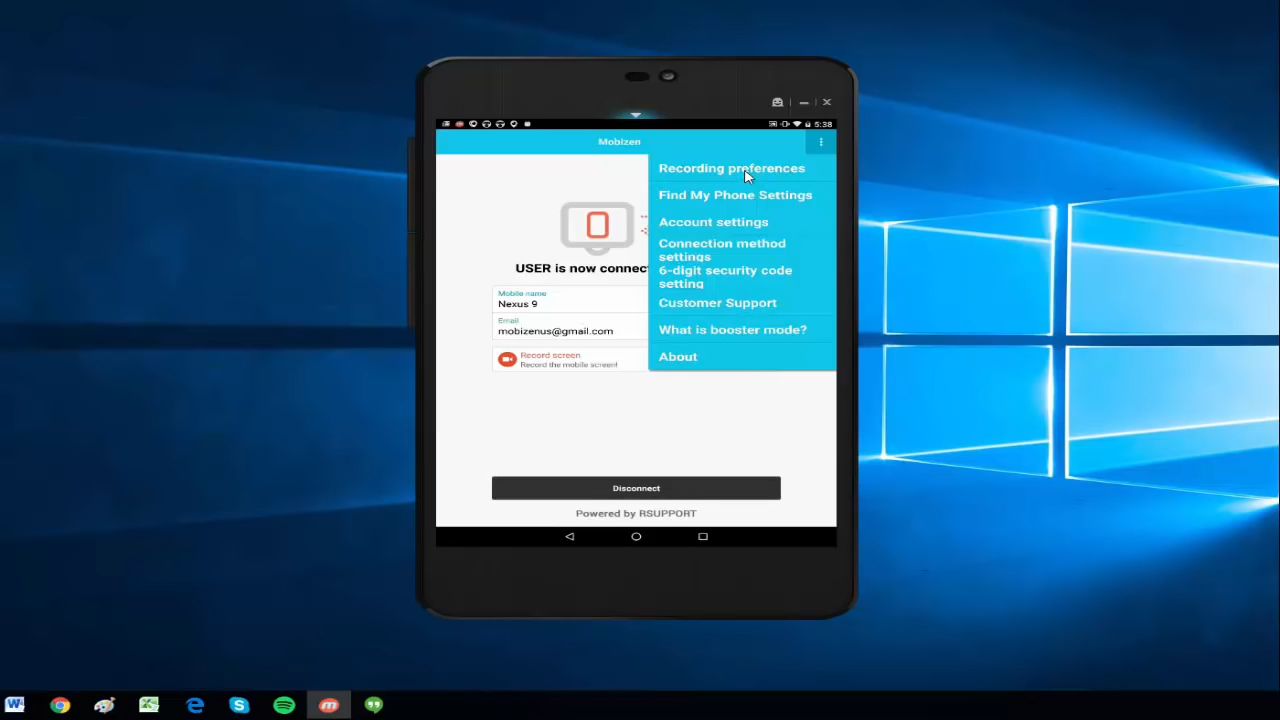 5:38
Mobizen
Recording preferences
Find My Phone Settings
Account settings
Connection method
settings
6-digit security code
setting
Customer Support
What is booster mode?
About
USER is now connec
Mobile name
Nexus 9
Email
mobizenus@gmail.com
Record screen
Record the mobile screen!
Disconnect
Powered by RSUPPORT